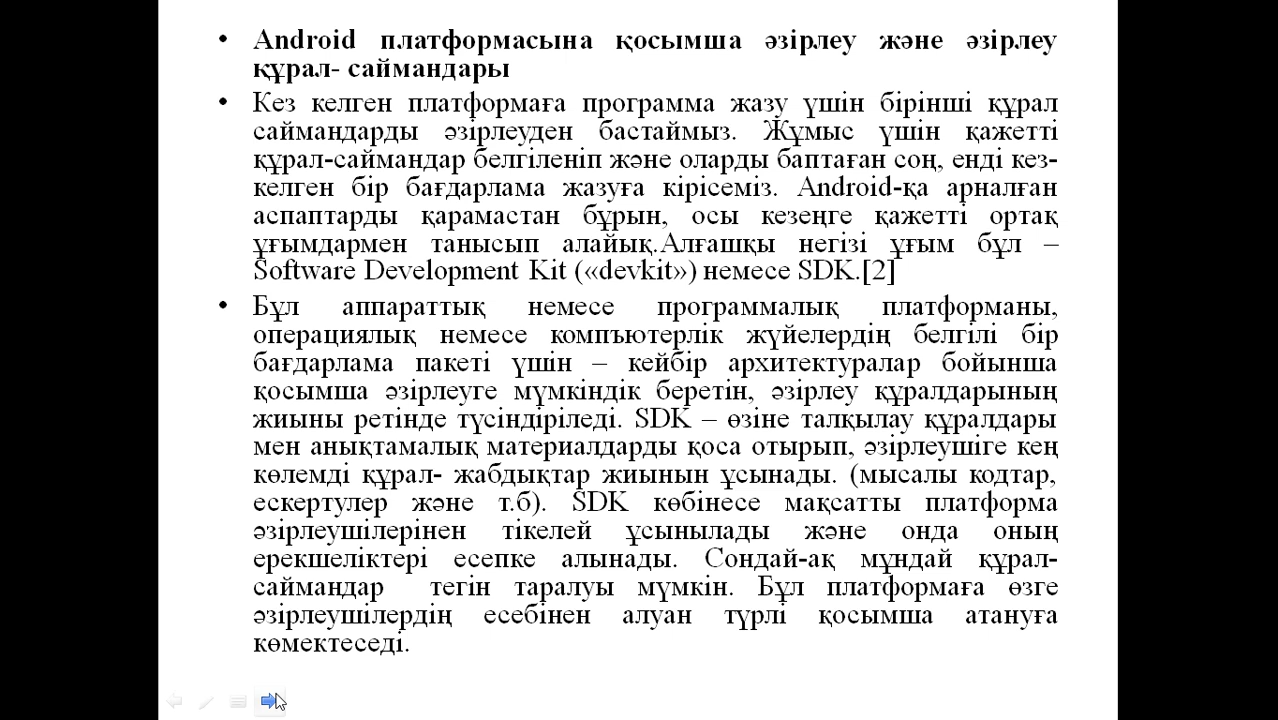 • Android платформасына қосымша әзірлеу және әзірлеу
құрал- саймандары
• Кез келген платформаға программа жазу үшін бірінші құрал
саймандарды әзірлеуден бастаймыз. Жұмыс үшін қажетті
құрал-саймандар белгіленіп және оларды баптаған соң, енді кез-
келген бір бағдарлама жазуға кірісеміз. Android-қа арналған
аспаптарды қарамастан бұрын, осы кезеңге қажетті ортақ
ұғымдармен танысып алайық.Алғашқы негізі ұғым бұл –
Software Development Kit («devkit») немесе SDK.[2]
• Бұл аппараттық немесе программалық платформаны,
операциялық немесе компъютерлік жүйелердің белгілі бір
бағдарлама пакеті үшін – кейбір архитектуралар бойынша
қосымша әзірлеуге мүмкіндік беретін, әзірлеу құралдарының
жиыны ретінде түсіндіріледі. SDK – өзіне талқылау құралдары
мен анықтамалық материалдарды қоса отырып, әзірлеушіге кең
көлемді құрал- жабдықтар жиынын ұсынады. (мысалы кодтар,
ескертулер және т.б). SDK көбінесе мақсатты платформа
әзірлеушілерінен тікелей ұсынылады және онда оның
ерекшеліктері есепке алынады. Сондай-ақ мұндай құрал-
саймандар тегін таралуы мүмкін. Бұл платформаға өзге
әзірлеушілердің есебінен алуан түрлі қосымша атануға
көмектеседі.